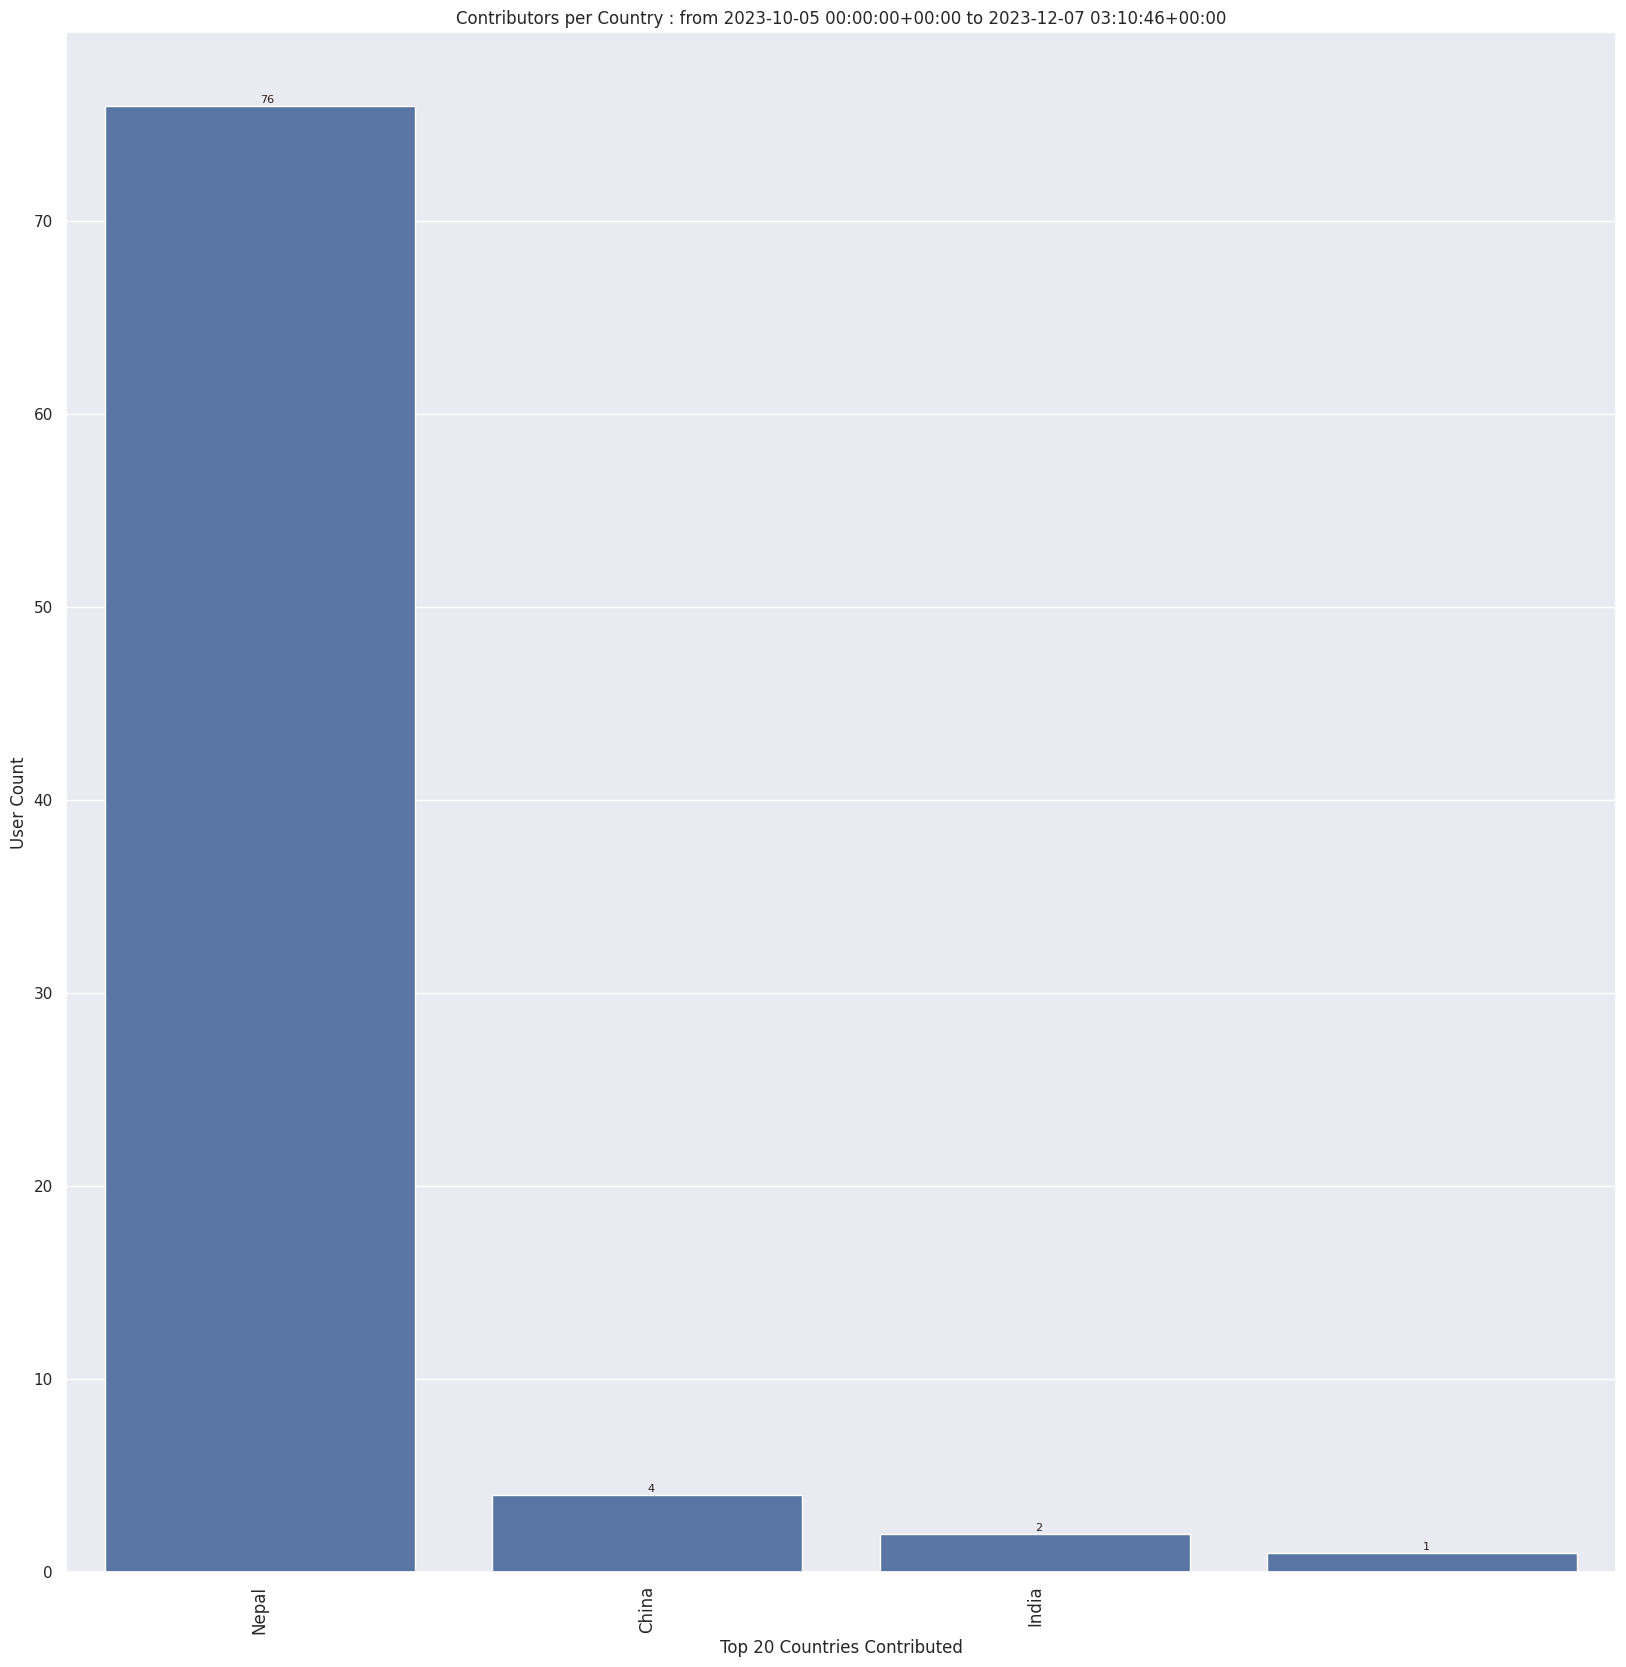 Contributors per Country : from 2023-10-05 00:00:00+00:00 to 2023-12-07 03:10:46+00:00
76
70
60
50
User Count
40
30
20
10
4
2
1
0
Nepal
China
India
Top 20 Countries Contributed